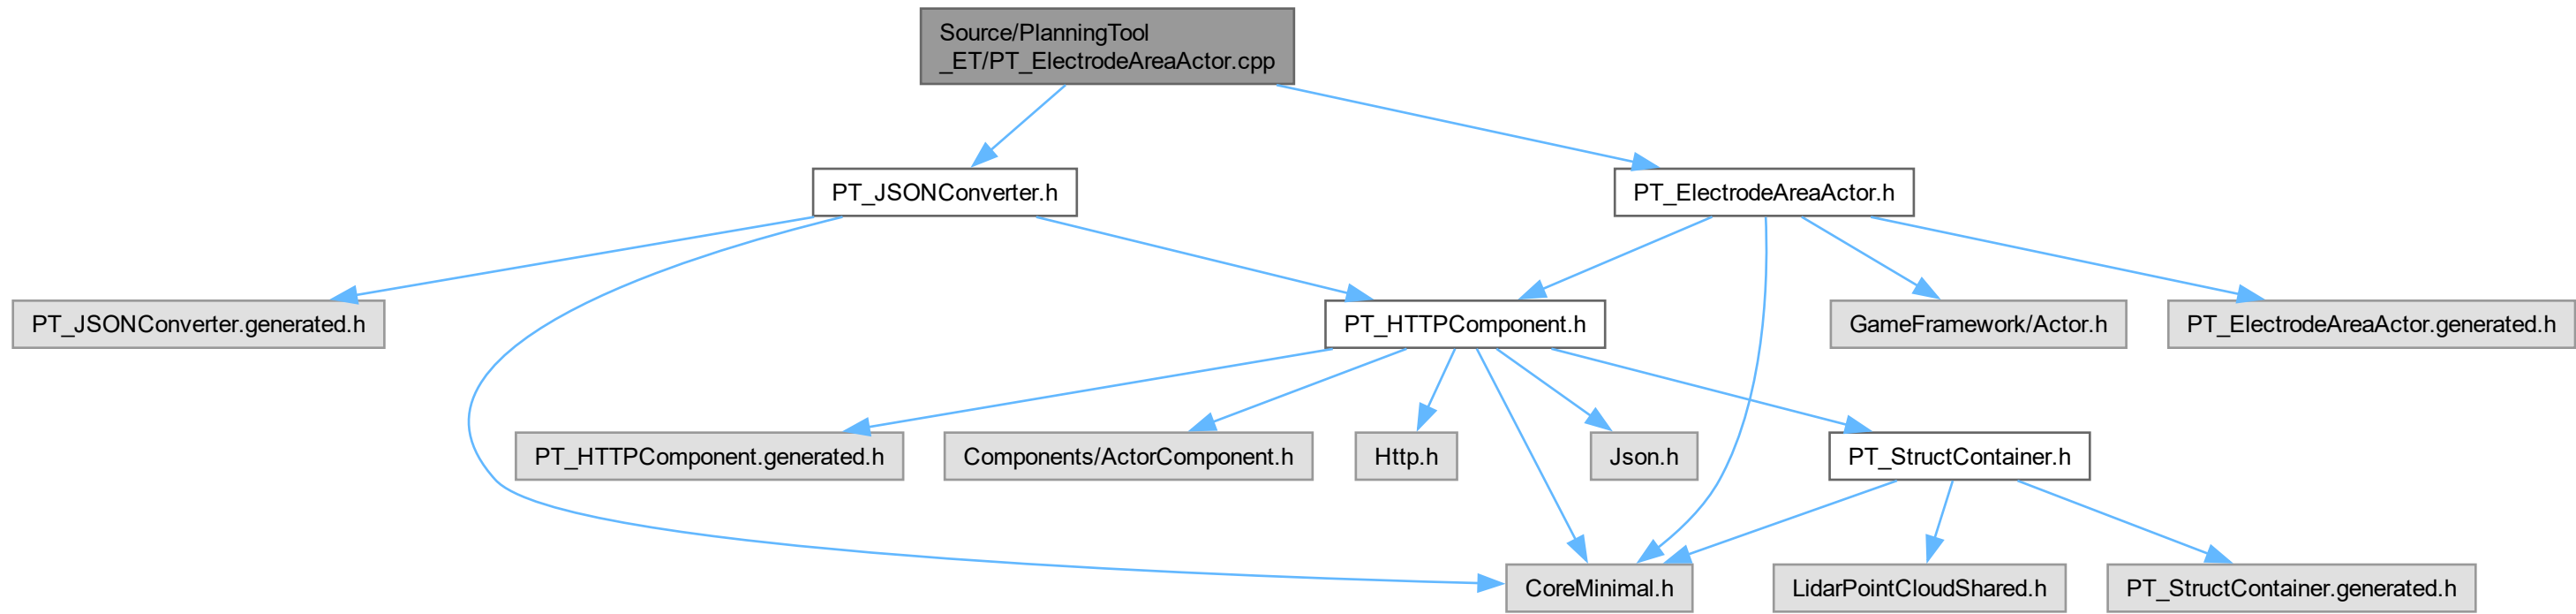 Source/PlanningTool
_ET/PT_ElectrodeAreaActor.cpp
PT_JSONConverter.h
PT_ElectrodeAreaActor.h
PT_JSONConverter.generated.h
PT_HTTPComponent.h
GameFramework/Actor.h
PT_ElectrodeAreaActor.generated.h
PT_HTTPComponent.generated.h
Components/ActorComponent.h
Http.h
Json.h
PT_StructContainer.h
CoreMinimal.h
LidarPointCloudShared.h
PT_StructContainer.generated.h